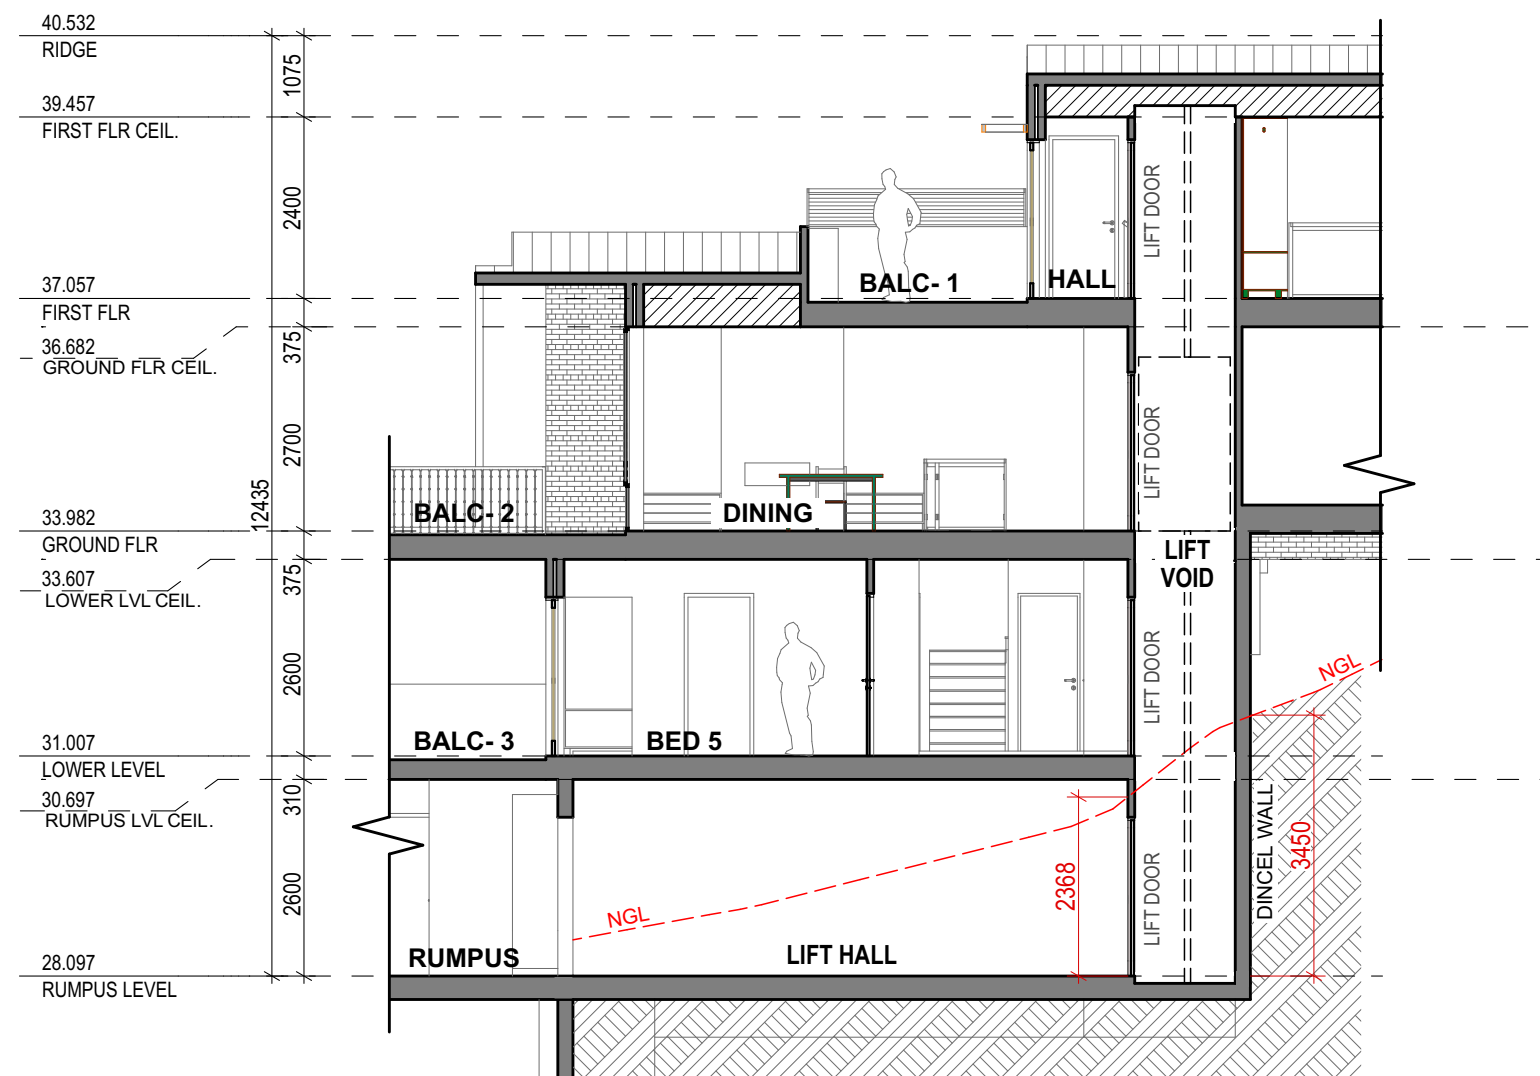 40.532
RIDGE
1075
39.457
FIRST FLR CEIL.
2400
LIFT DOOR
BALC- 1
HALL
37.057
FIRST FLR
375
36.682
GROUND FLR CEIL.
2700
12435
LIFT DOOR
BALC- 2
DINING
33.982
GROUND FLR
LIFT
VOID
375
33.607
LOWER LVL CEIL.
2600
LIFT DOOR
NGL
BALC- 3
BED 5
31.007
LOWER LEVEL
310
30.697
RUMPUS LVL CEIL.
2600
2368
LIFT DOOR
DINCEL WALL
3450
NGL
RUMPUS
LIFT HALL
28.097
RUMPUS LEVEL